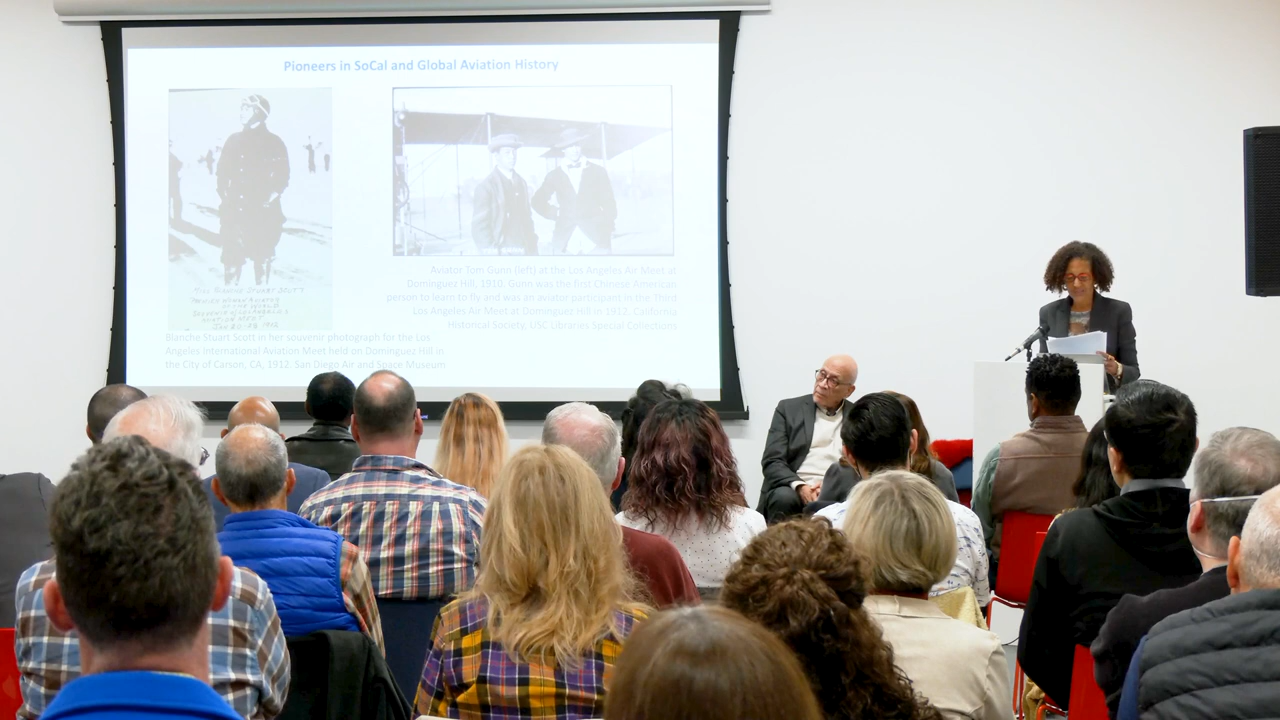 Pioneers in SoCal and Global Aviation History
Miss Blanche Stuart Scott
Aviator Tom Gunn (left) at the Los Angeles Air Meet at
Dominguez Hill, 1910. Gunn was the first Chinese American
person to learn to fly and was an aviator participant in the Third
Los Angeles Air Meet at Dominguez Hill in 1912. California
Historical Society, USC Libraries Special Collections
Blanche Stuart Scott in her souvenir photograph for the Los
Angeles International Aviation Meet held on Dominguez Hill in
the City of Carson, CA, 1912. San Diego Air and Space Museum